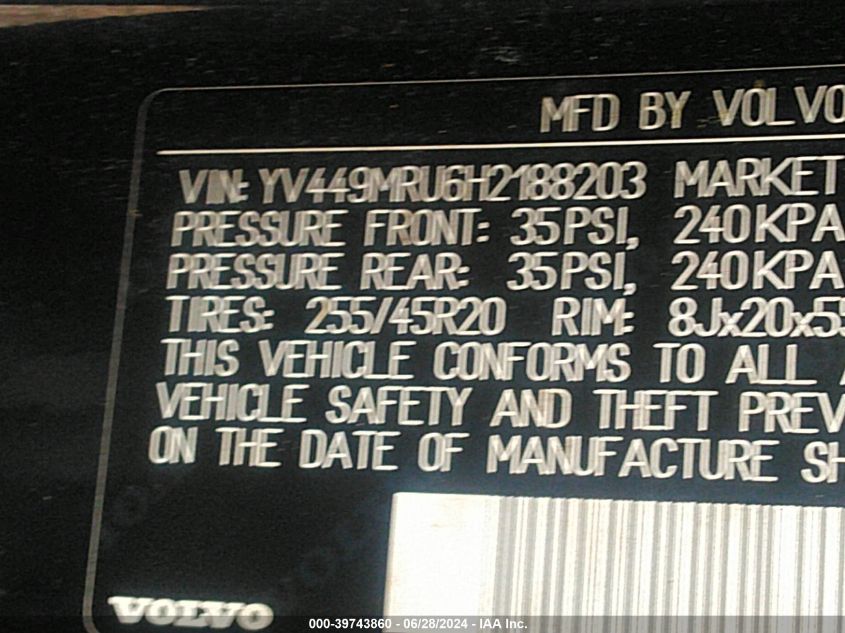 MFD BY VOLVO
VIN: YV449MRU6H2188203 MARKET
PRESSURE FRONT: 35PSI, 240KPA
PRESSURE REAR: 35PSI, 240KPA
TIRES: 255/45R20 RIM: 8Jx20x55
THIS VEHICLE CONFORMS TO ALL A
VEHICLE SAFETY AND THEFT PREV
ON THE DATE OF MANUFACTURE SH
VOLVO
000-39743860 - 06/28/2024 - IAA Inc.